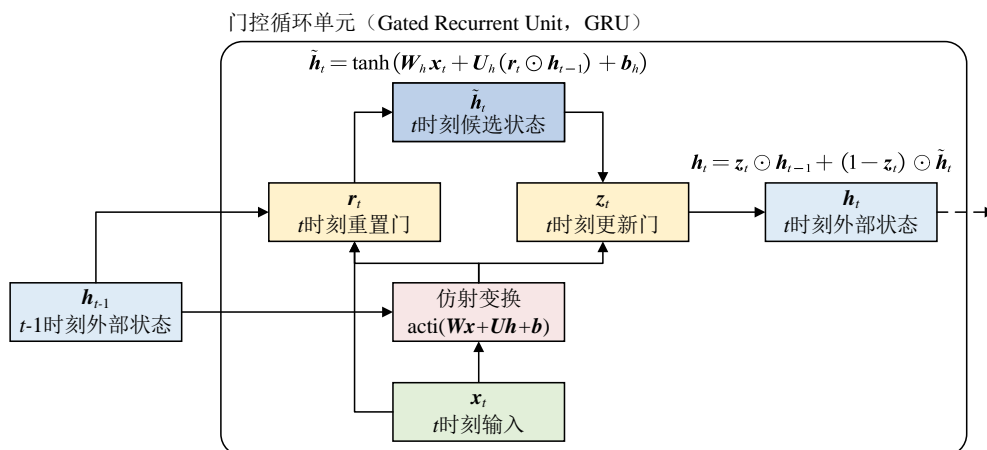 门控循环单元（Gated Recurrent Unit，GRU）
h̃ₜ = tanh(Wₕxₜ + Uₕ(rₜ ⊙ hₜ₋₁) + bₕ)
h̃ₜ
t时刻候选状态
hₜ = zₜ ⊙ hₜ₋₁ + (1 − zₜ) ⊙ h̃ₜ
rₜ
t时刻重置门
zₜ
t时刻更新门
hₜ
t时刻外部状态
hₜ₋₁
t-1时刻外部状态
仿射变换
acti(Wx+Uh+b)
xₜ
t时刻输入